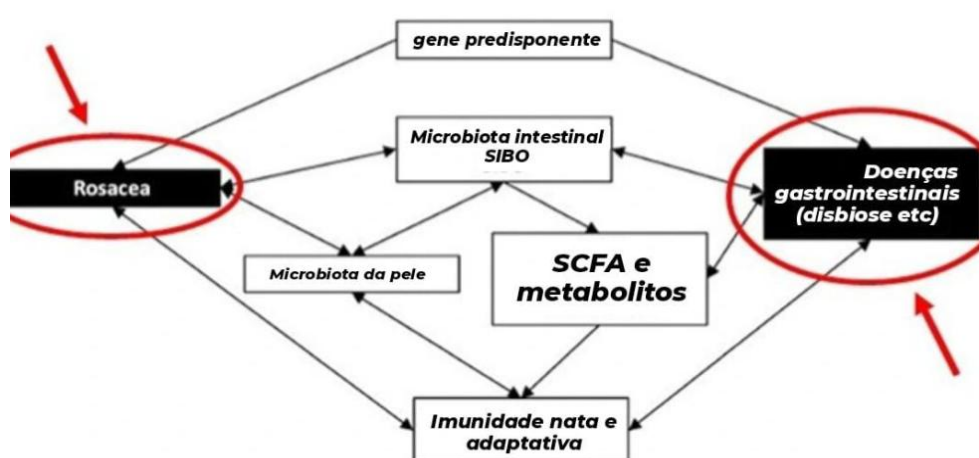 gene predisponente
Microbiota intestinal
SIBO
Rosacea
Doenças
gastrointestinais
(disbiose etc)
Microbiota da pele
SCFA e
metabolitos
Imunidade nata e
adaptativa